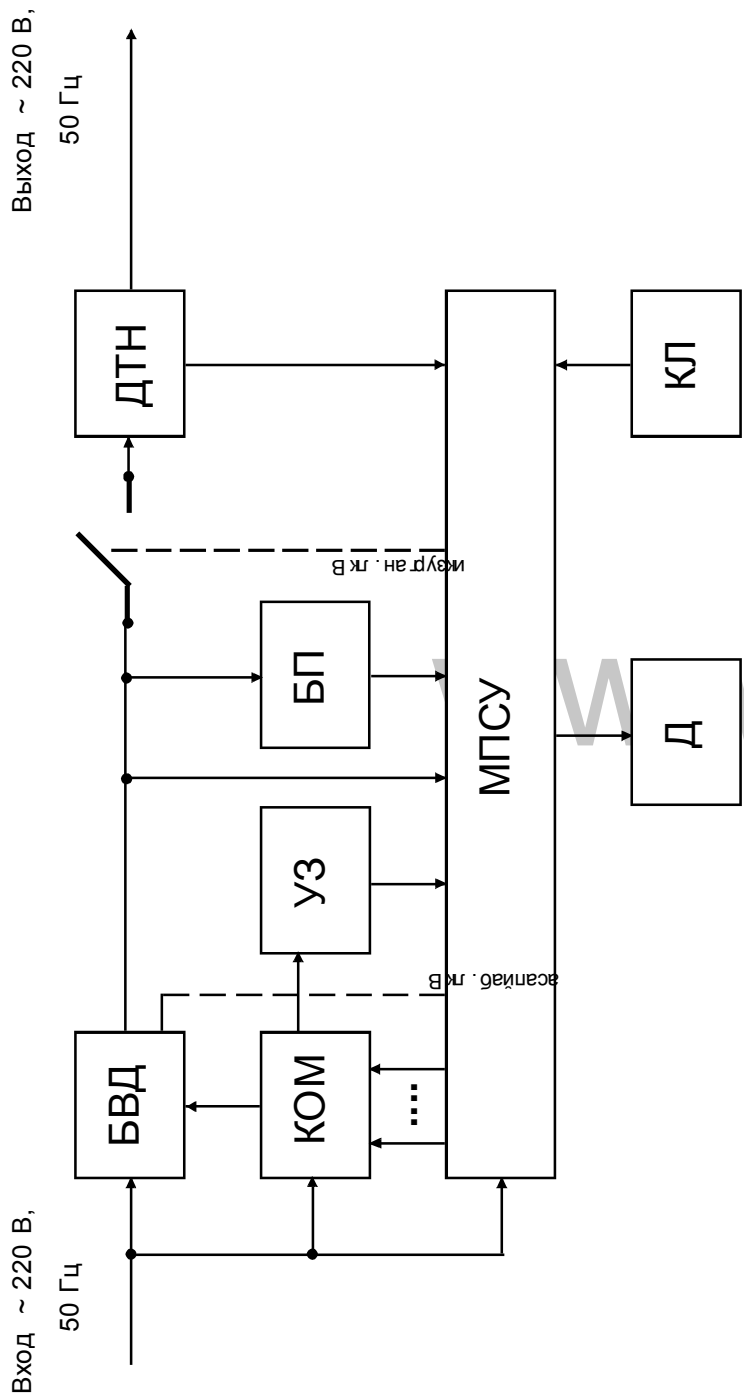 Вход ~ 220 В,
50 Гц
БВД
КОМ
....
УЗ
Вкл. байпаса
БП
МПСУ
Вкл. нагрузки
ДТН
Выход ~ 220 В,
50 Гц
Д
КЛ
W